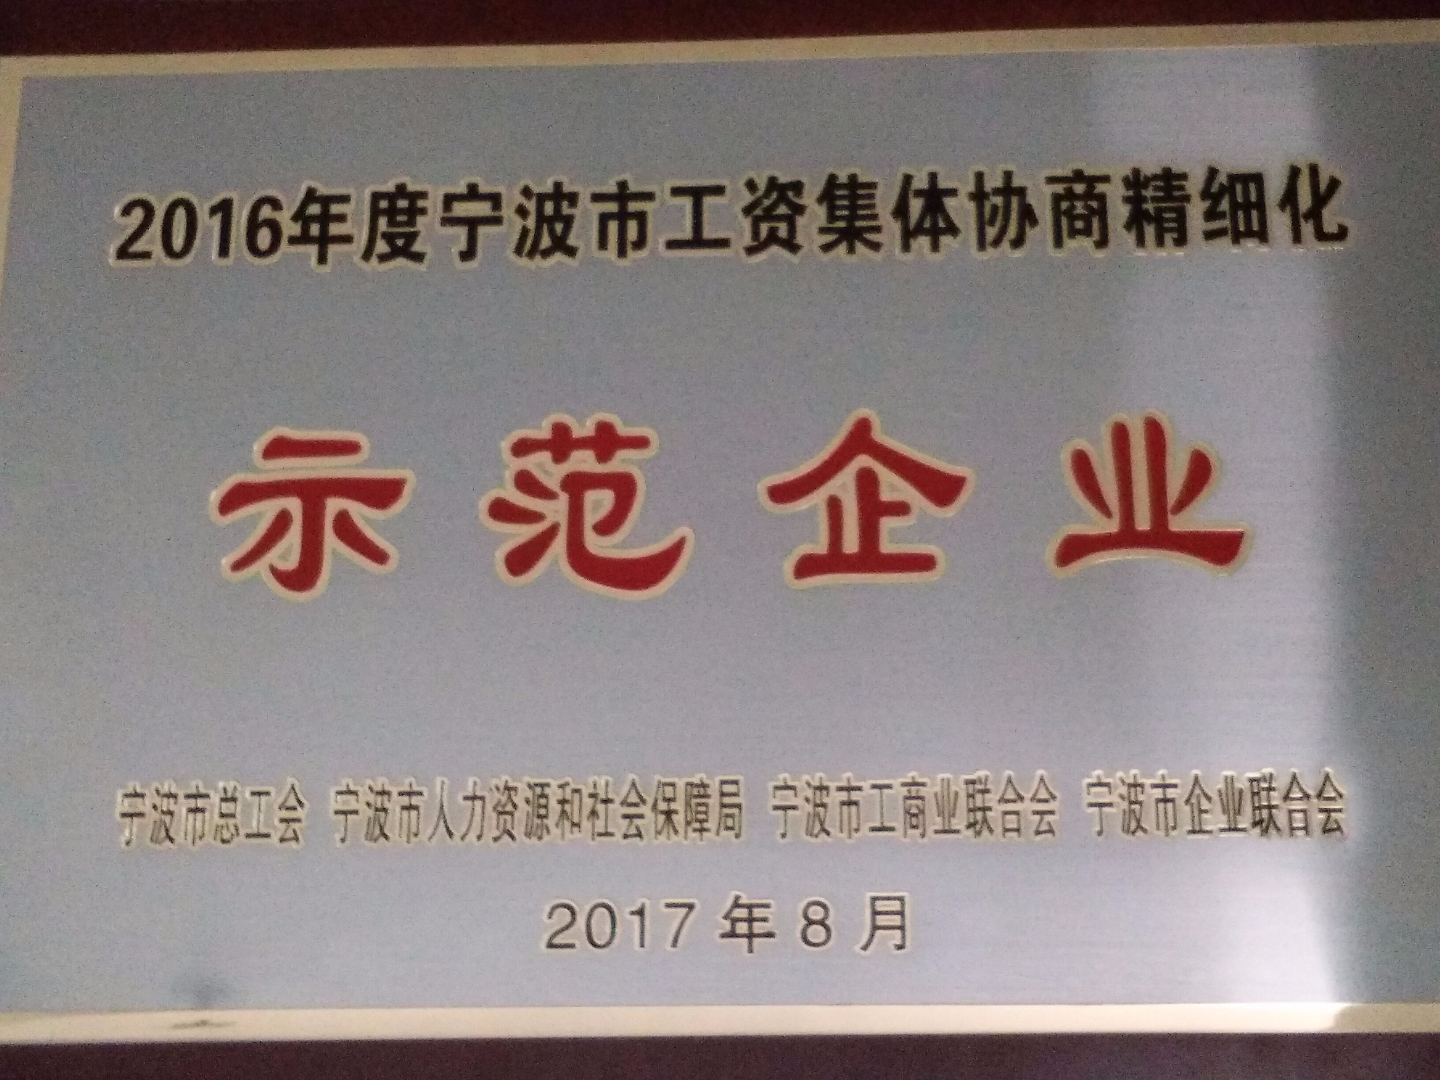 2016年度宁波市工资集体协商精细化
示范企业
宁波市总工会 宁波市人力资源和社会保障局 宁波市工商业联合会 宁波市企业联合会
2017年8月